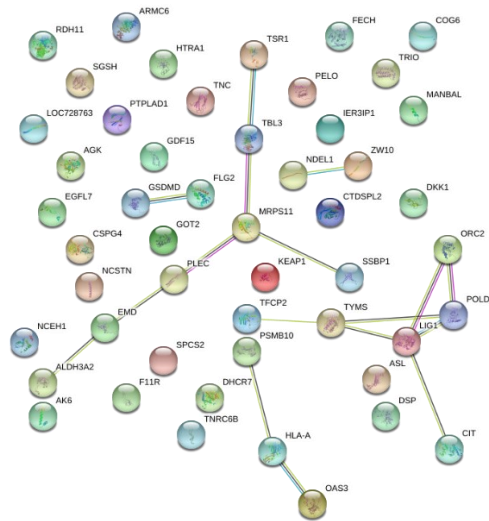 ARMC6
RDH11
FECH
COG6
TSR1
HTRA1
TRIO
SGSH
PELO
TNC
MANBAL
LOC728763
PTPLAD1
IER3IP1
TBL3
GDF15
ZW10
AGK
NDEL1
FLG2
GSDMD
DKK1
EGFL7
CTDSPL2
MRPS11
CSPG4
GOT2
ORC2
NCSTN
PLEC
KEAP1
SSBP1
POLD
TFCP2
TYMS
EMD
LIG1
NCEH1
PSMB10
SPCS2
ALDH3A2
ASL
F11R
DHCR7
AK6
DSP
TNRC6B
CIT
HLA-A
OAS3